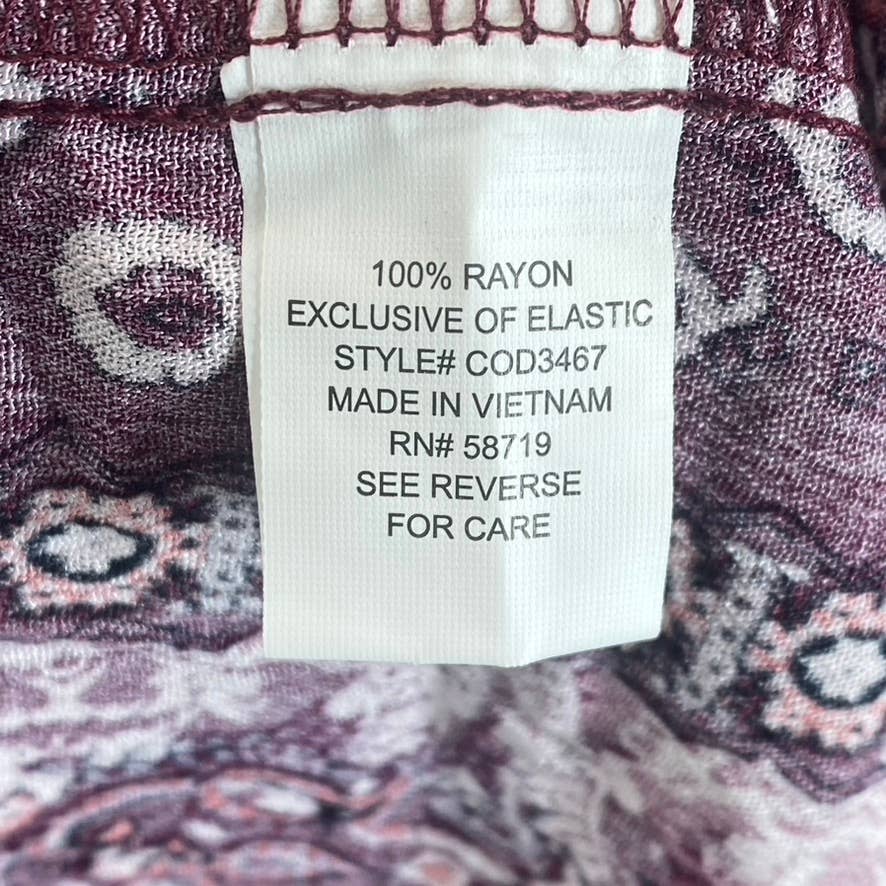 100% RAYON
EXCLUSIVE OF ELASTIC
STYLE# COD3467
MADE IN VIETNAM
RN# 58719
SEE REVERSE
FOR CARE